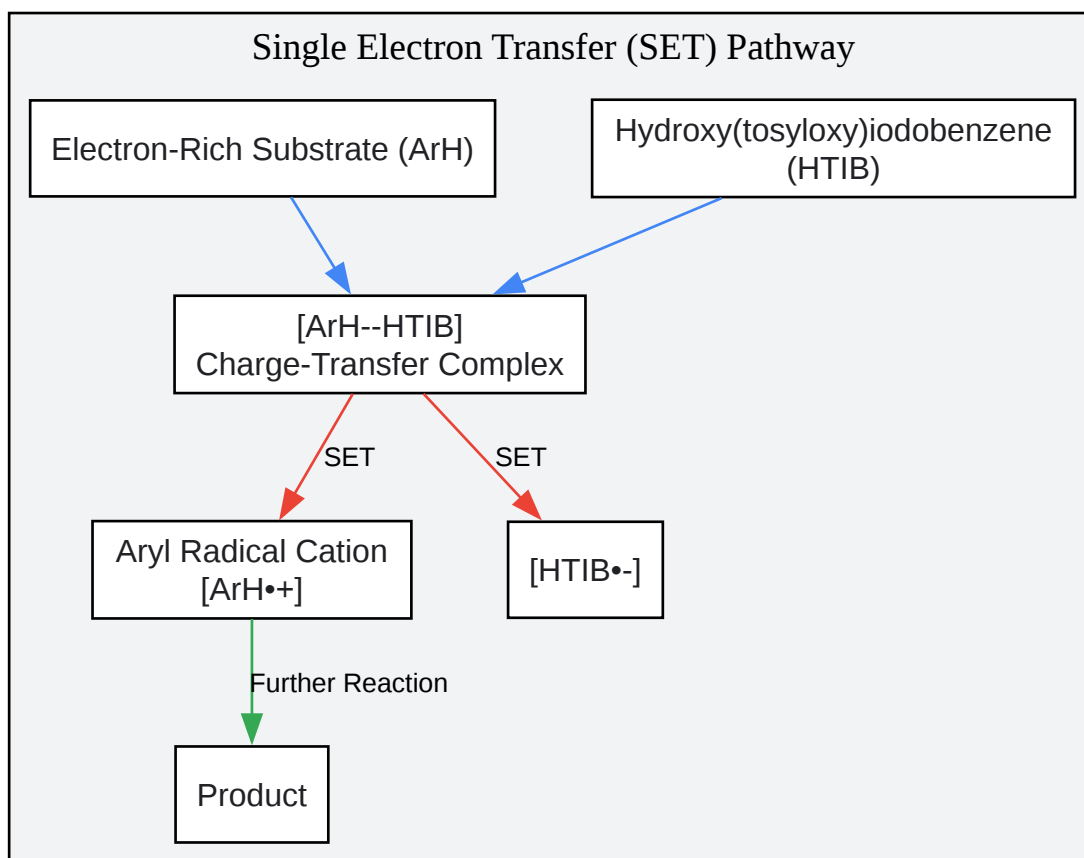 Single Electron Transfer (SET) Pathway
Electron-Rich Substrate (ArH)
Hydroxy(tosyloxy)iodobenzene
(HTIB)
[ArH--HTIB]
Charge-Transfer Complex
SET
SET
Aryl Radical Cation
[ArH•+]
[HTIB•-]
Further Reaction
Product